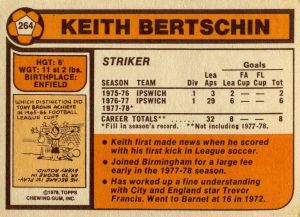 264
KEITH BERTSCHIN
HGT: 6'
WGT: 11 st 2 lbs.
BIRTHPLACE:
ENFIELD
WHICH DISTINCTION DID
TONY BROWN ACHIEVE
IN 1965-66 FOOTBALL
LEAGUE CUP?
©1978, TOPPS
CHEWING GUM, INC.
STRIKER
Goals
Lea FA FL
SEASON TEAM Div Aps Lea Cup Cup Tot
1975-76 IPSWICH 1 3 2 — — 2
1976-77 IPSWICH 1 29 6 — — 6
1977-78*
CAREER TOTALS** 32 8 — — 8
*Fill in season's record. **Not including 1977-78.
• Keith first made news when he scored
with his first kick in League soccer.
• Joined Birmingham for a large fee
early in the 1977-78 season.
• Has worked up a fine understanding
with City and England star Trevor
Francis. Went to Barnet at 16 in 1972.